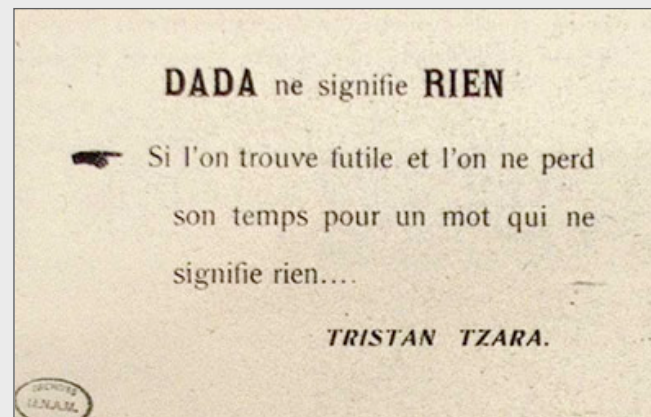 DADA ne signifie RIEN
Si l'on trouve futile et l'on ne perd
son temps pour un mot qui ne
signifie rien....
TRISTAN TZARA.